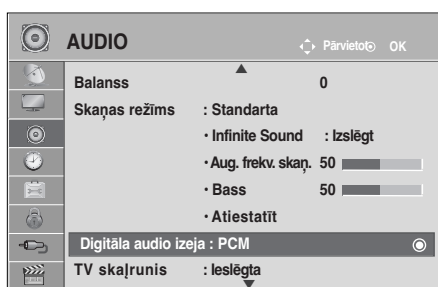 AUDIO Pārvietot OK
Balanss 0
Skaņas režīms : Standarta
• Infinite Sound : Izslēgt
• Aug. frekv. skaņ. 50
• Bass 50
• Atiestatīt
Digitāla audio izeja : PCM
TV skaļrunis : Ieslēgta